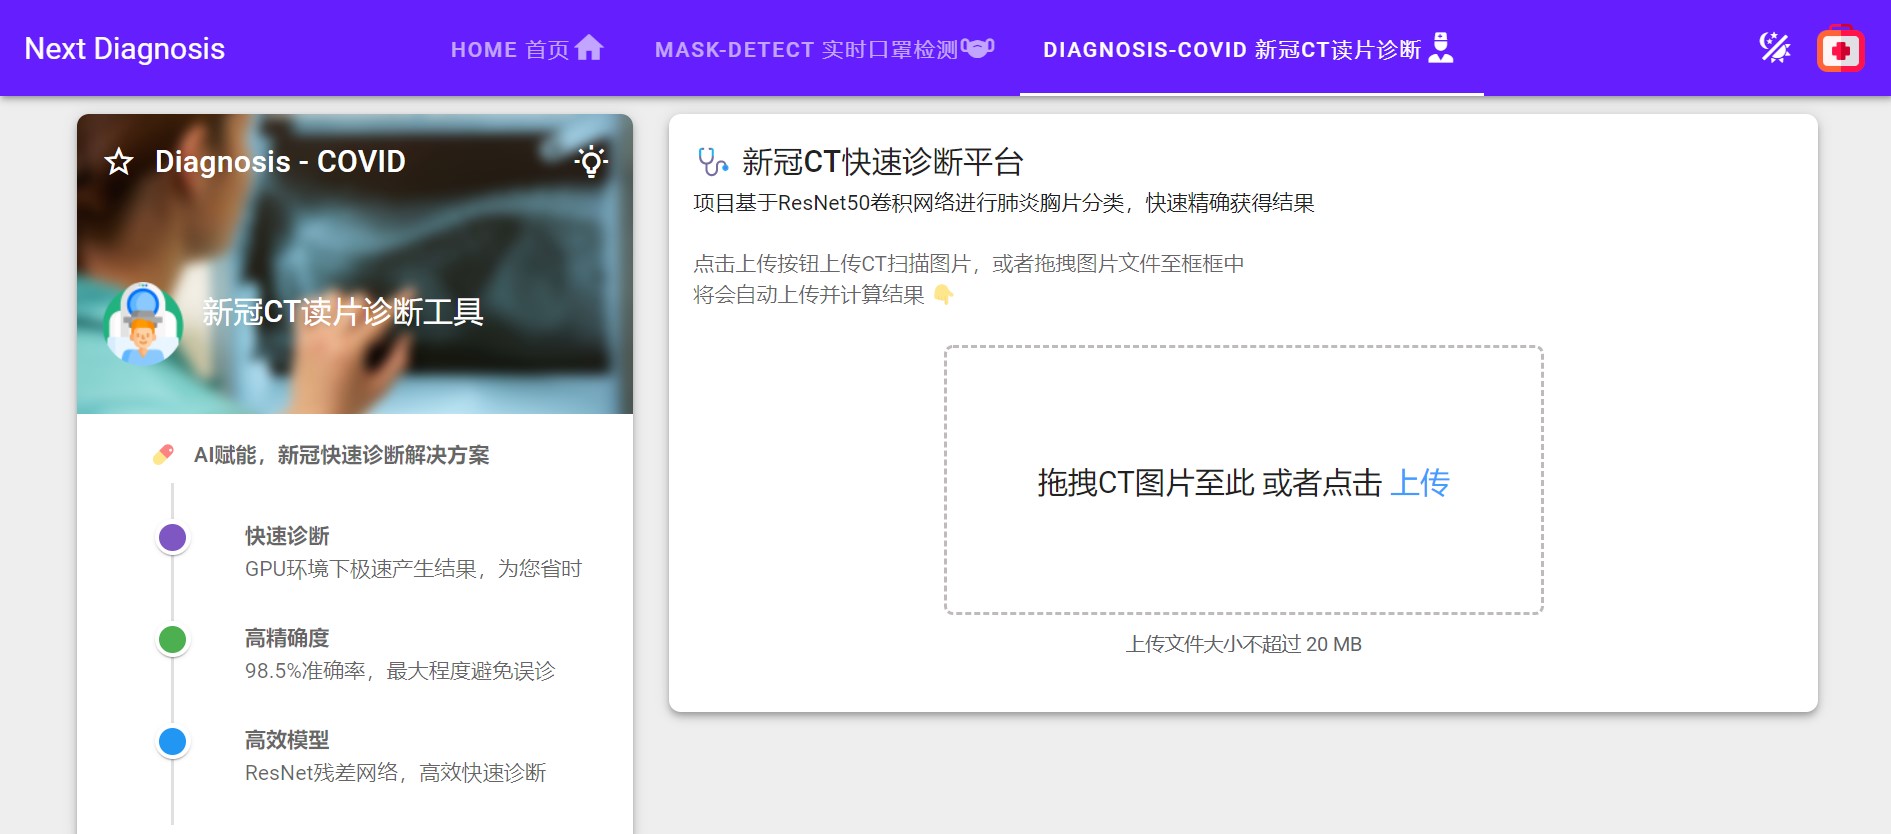 Next Diagnosis
HOME 首页
MASK-DETECT 实时口罩检测
DIAGNOSIS-COVID 新冠CT读片诊断
Diagnosis - COVID
新冠CT读片诊断工具
AI赋能，新冠快速诊断解决方案
快速诊断
GPU环境下极速产生结果，为您省时
高精确度
98.5%准确率，最大程度避免误诊
高效模型
ResNet残差网络，高效快速诊断
新冠CT快速诊断平台
项目基于ResNet50卷积网络进行肺炎胸片分类，快速精确获得结果
点击上传按钮上传CT扫描图片，或者拖拽图片文件至框框中
将会自动上传并计算结果 👇
拖拽CT图片至此 或者点击 上传
上传文件大小不超过 20 MB